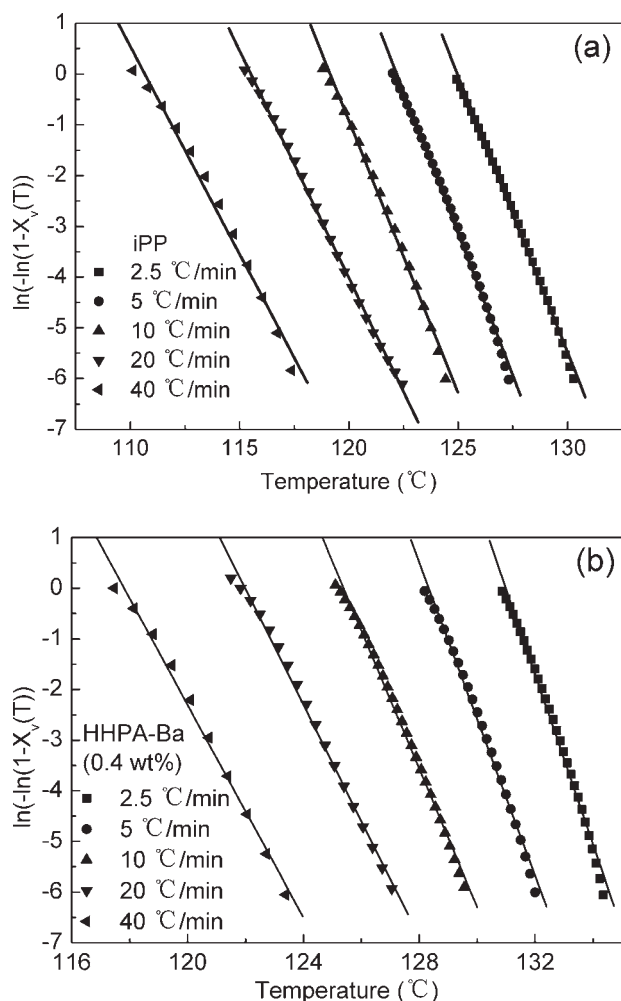 (a)
1
0
-1
-2
-3
-4
-5
-6
-7
ln(-ln(1-Xᵥ(T))
iPP
2.5 ℃/min
5 ℃/min
10 ℃/min
20 ℃/min
40 ℃/min
110 115 120 125 130
Temperature (℃)
(b)
1
0
-1
-2
-3
-4
-5
-6
-7
ln(-ln(1-Xᵥ(T))
HHPA-Ba
(0.4 wt%)
2.5 ℃/min
5 ℃/min
10 ℃/min
20 ℃/min
40 ℃/min
116 120 124 128 132
Temperature (℃)